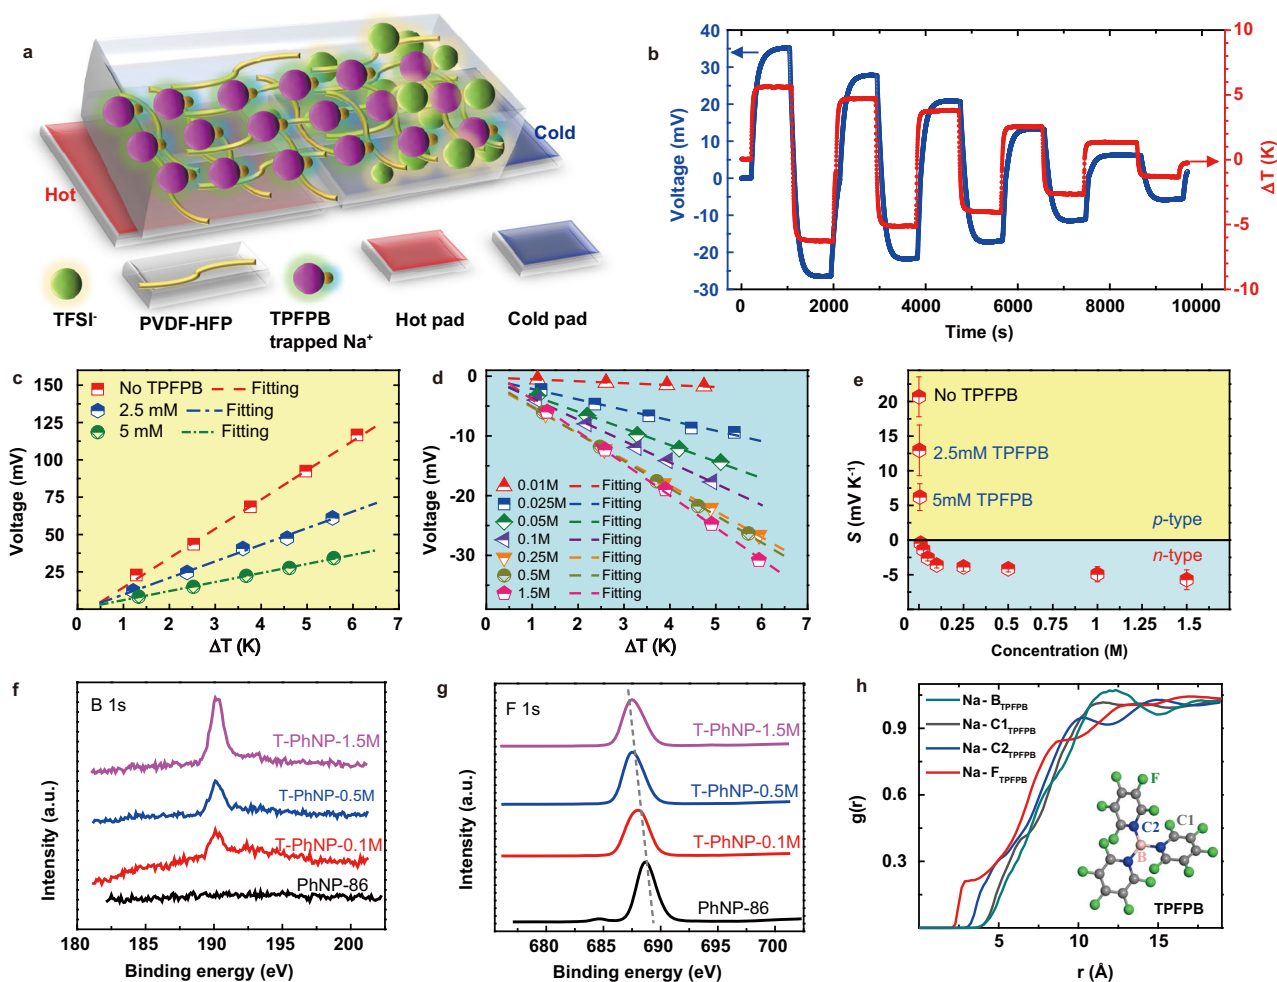 a
Hot
Cold
TFSI-
PVDF-HFP
TPFPB
trapped Na+
Hot pad
Cold pad
b
40
30
20
10
0
-10
-20
-30
Voltage (mV)
0
2000
4000
6000
8000
10000
Time (s)
10
5
0
-5
-10
ΔT (K)
c
150
125
100
75
50
25
Voltage (mV)
No TPFPB
Fitting
2.5 mM
Fitting
5 mM
Fitting
0
1
2
3
4
5
6
7
ΔT (K)
d
0
-10
-20
-30
Voltage (mV)
0.01M
Fitting
0.025M
Fitting
0.05M
Fitting
0.1M
Fitting
0.25M
Fitting
0.5M
Fitting
1.5M
Fitting
0
1
2
3
4
5
6
7
ΔT (K)
e
20
15
10
5
0
-5
S (mV K-1)
No TPFPB
2.5mM TPFPB
5mM TPFPB
p-type
n-type
0
0.25
0.5
0.75
1
1.25
1.5
Concentration (M)
f
B 1s
T-PhNP-1.5M
T-PhNP-0.5M
T-PhNP-0.1M
PhNP-86
Intensity (a.u.)
180
185
190
195
200
Binding energy (eV)
g
F 1s
T-PhNP-1.5M
T-PhNP-0.5M
T-PhNP-0.1M
PhNP-86
Intensity (a.u.)
680
685
690
695
700
Binding energy (eV)
h
Na - BTPFPB
Na - C1TPFPB
Na - C2TPFPB
Na - FTPFPB
0.9
0.6
0.3
g(r)
F
C1
C2
B
TPFPB
5
10
15
r (Å)